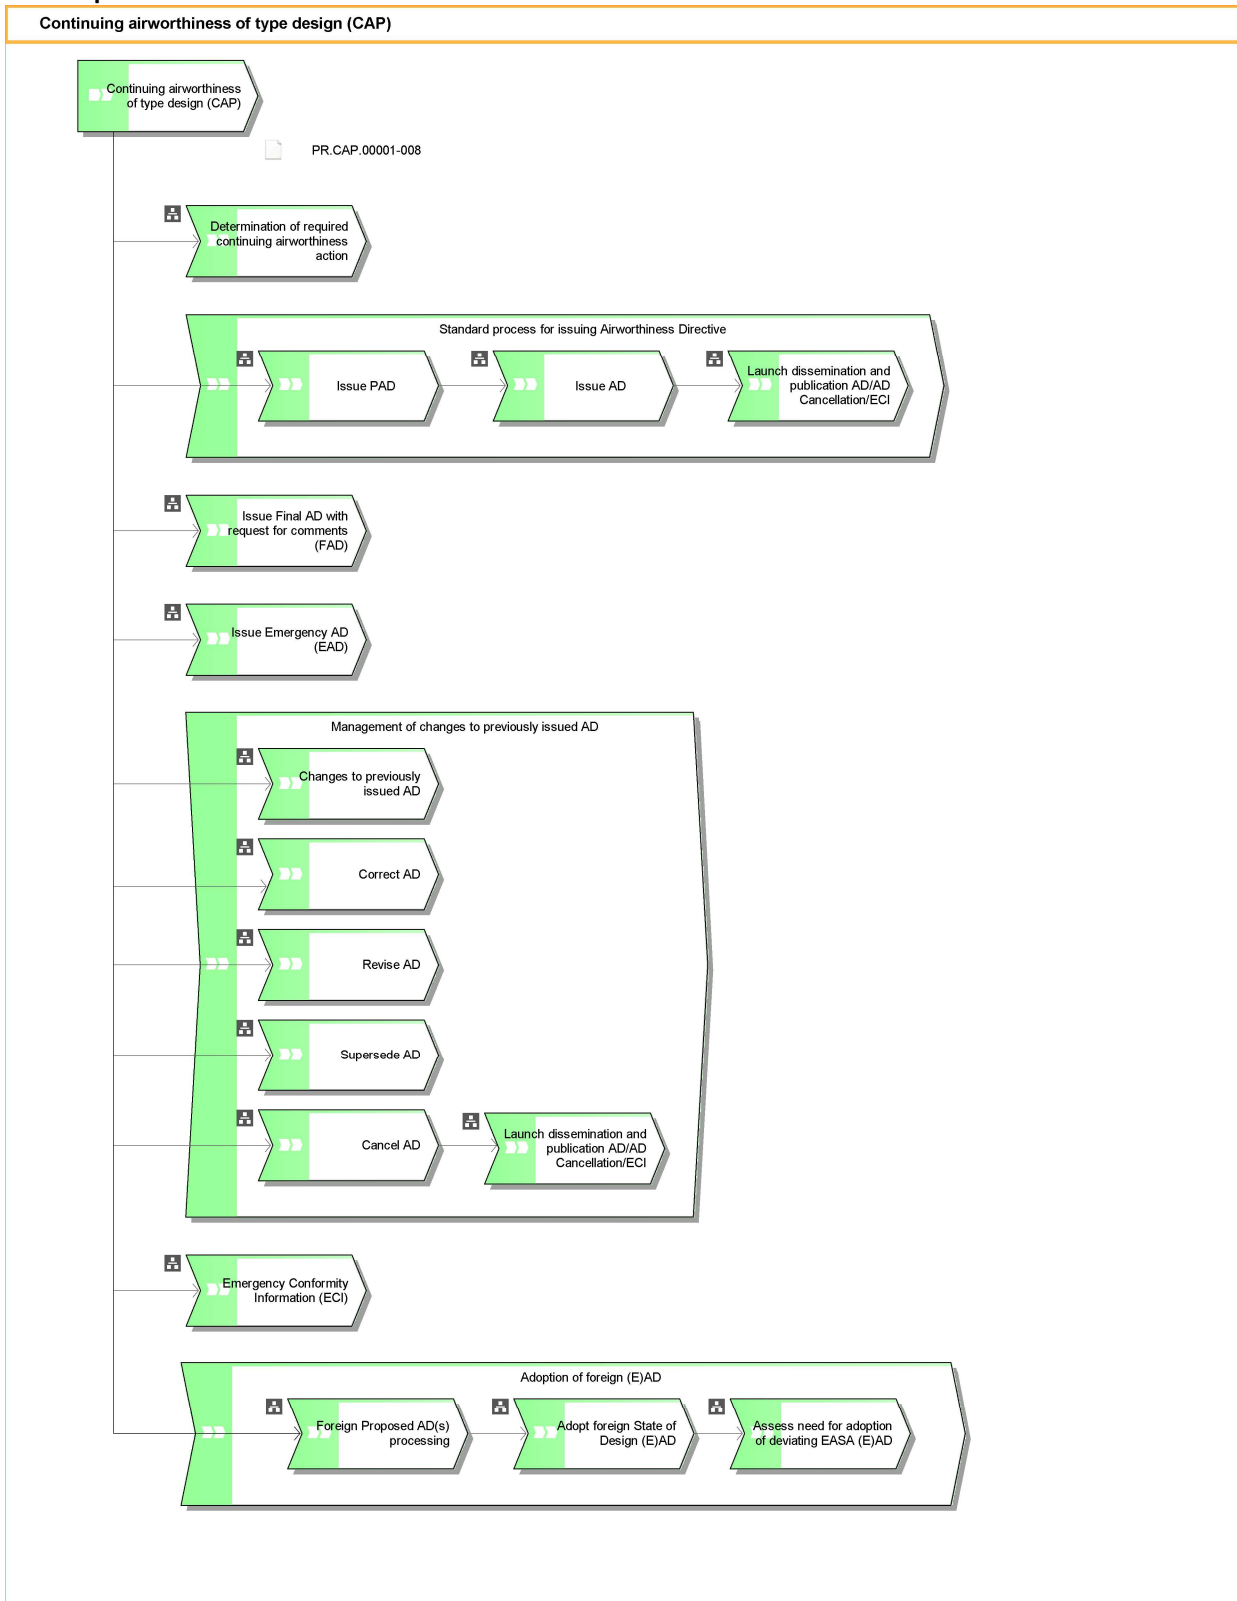 Continuing airworthiness of type design (CAP)
Continuing airworthiness
of type design (CAP)
PR.CAP.00001-008
Determination of required
continuing airworthiness
action
Standard process for issuing Airworthiness Directive
Issue PAD
Issue AD
Launch dissemination and
publication AD/AD
Cancellation/ECI
Issue Final AD with
request for comments
(FAD)
Issue Emergency AD
(EAD)
Management of changes to previously issued AD
Changes to previously
issued AD
Correct AD
Revise AD
Supersede AD
Cancel AD
Launch dissemination and
publication AD/AD
Cancellation/ECI
Emergency Conformity
Information (ECI)
Adoption of foreign (E)AD
Foreign Proposed AD(s)
processing
Adopt foreign State of
Design (E)AD
Assess need for adoption
of deviating EASA (E)AD